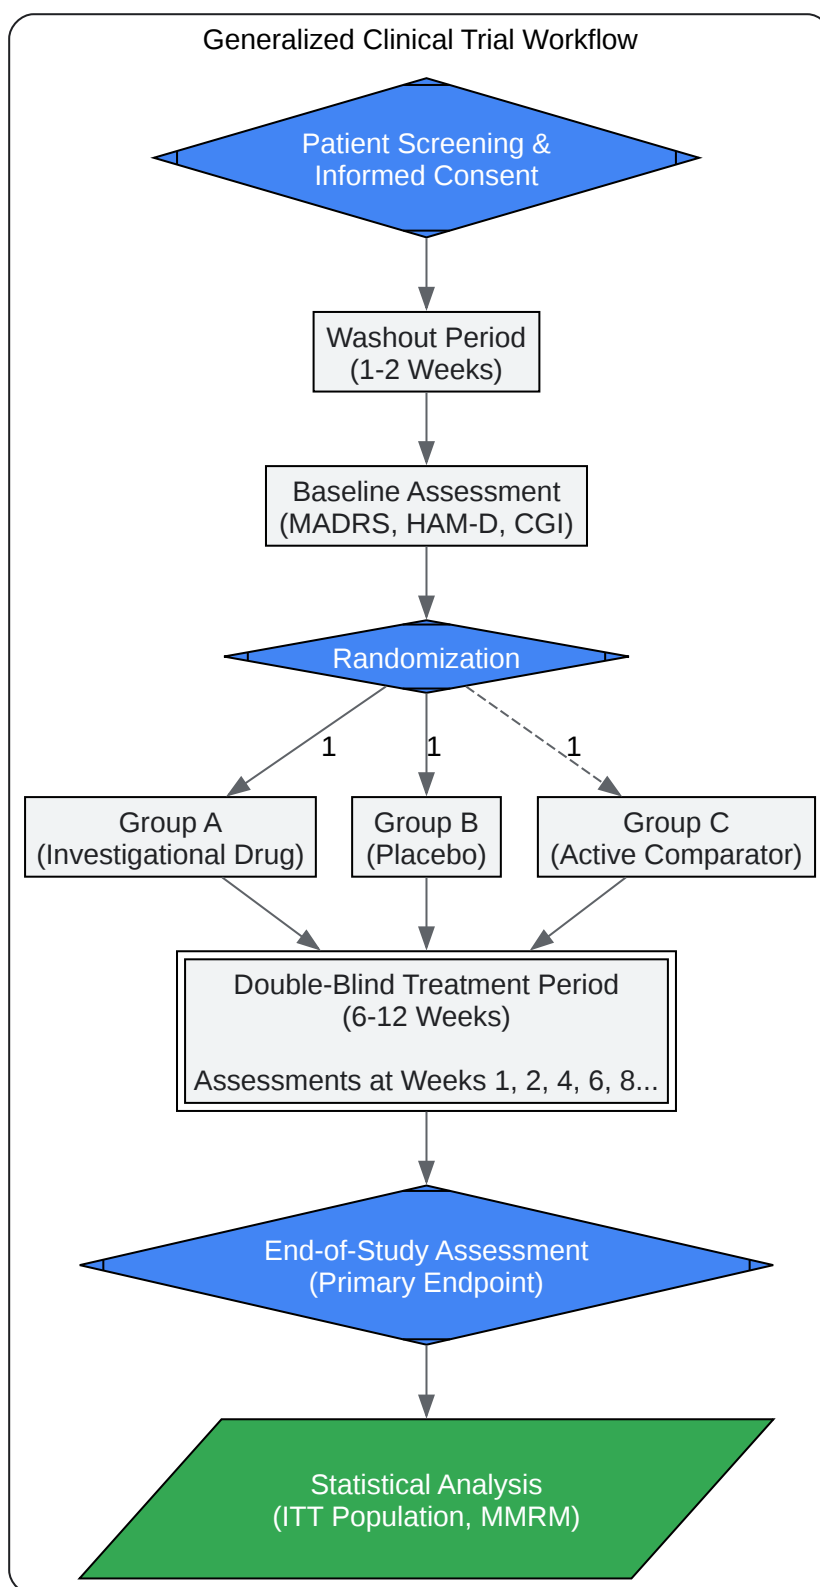 Generalized Clinical Trial Workflow
Patient Screening &
Informed Consent
Washout Period
(1-2 Weeks)
Baseline Assessment
(MADRS, HAM-D, CGI)
Randomization
1
1
1
Group A
(Investigational Drug)
Group B
(Placebo)
Group C
(Active Comparator)
Double-Blind Treatment Period
(6-12 Weeks)
Assessments at Weeks 1, 2, 4, 6, 8...
End-of-Study Assessment
(Primary Endpoint)
Statistical Analysis
(ITT Population, MMRM)